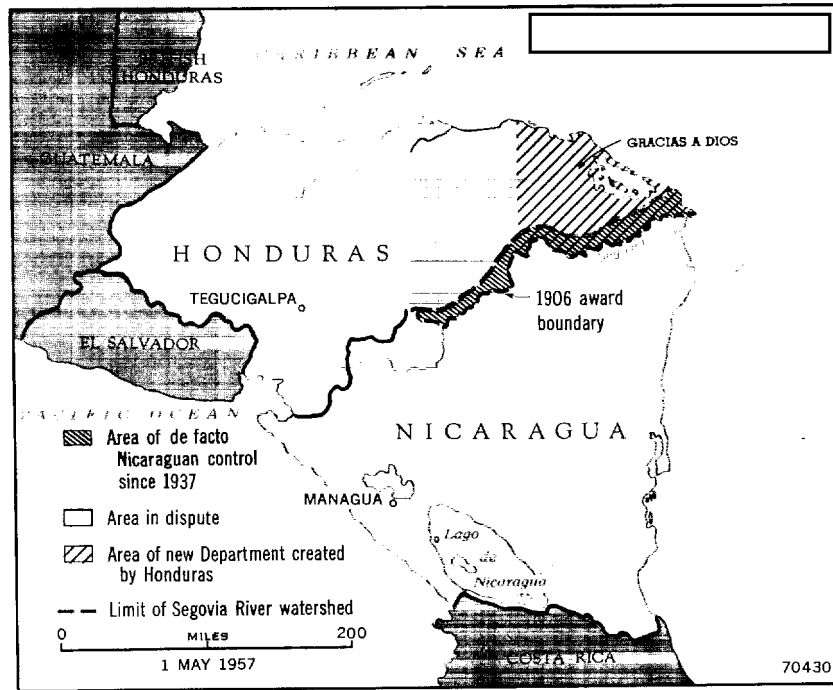 CARIBBEAN SEA
BRITISH
HONDURAS
GUATEMALA
GRACIAS A DIOS
HONDURAS
TEGUCIGALPA
1906 award
boundary
EL SALVADOR
PACIFIC OCEAN
NICARAGUA
Area of de facto
Nicaraguan control
since 1937
MANAGUA
Area in dispute
Lago
de
Nicaragua
Area of new Department created
by Honduras
Limit of Segovia River watershed
0 MILES 200
1 MAY 1957
COSTA RICA
70430